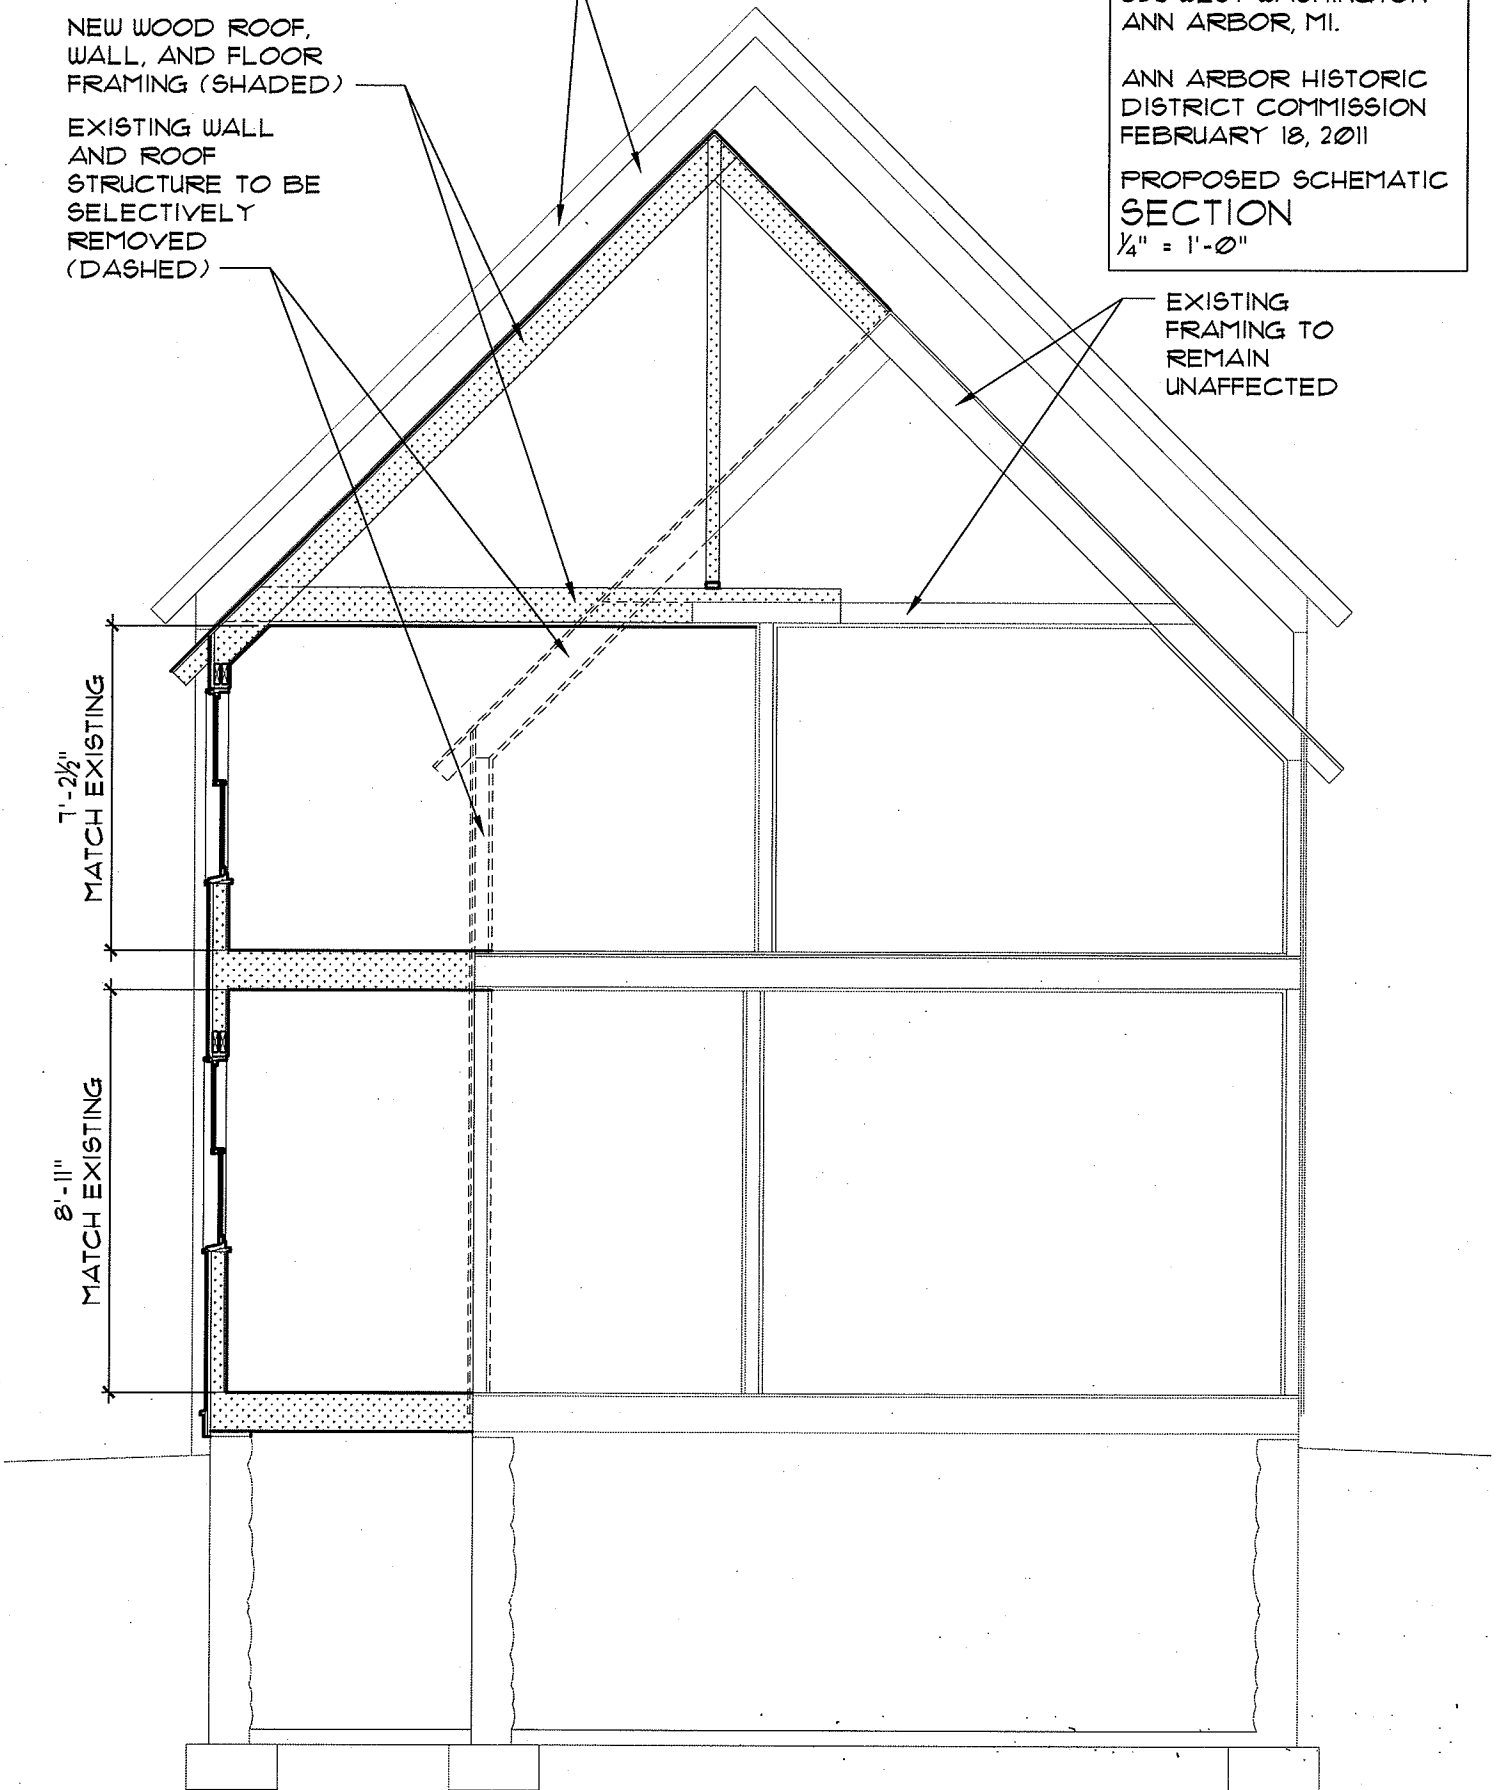 NEW WOOD ROOF,
WALL, AND FLOOR
FRAMING (SHADED)
EXISTING WALL
AND ROOF
STRUCTURE TO BE
SELECTIVELY
REMOVED
(DASHED)
WEST WASHINGTON
ANN ARBOR, MI.
ANN ARBOR HISTORIC
DISTRICT COMMISSION
FEBRUARY 18, 2011
PROPOSED SCHEMATIC
SECTION
1/4" = 1'-0"
EXISTING
FRAMING TO
REMAIN
UNAFFECTED
7'-2½"
MATCH EXISTING
8'-11"
MATCH EXISTING